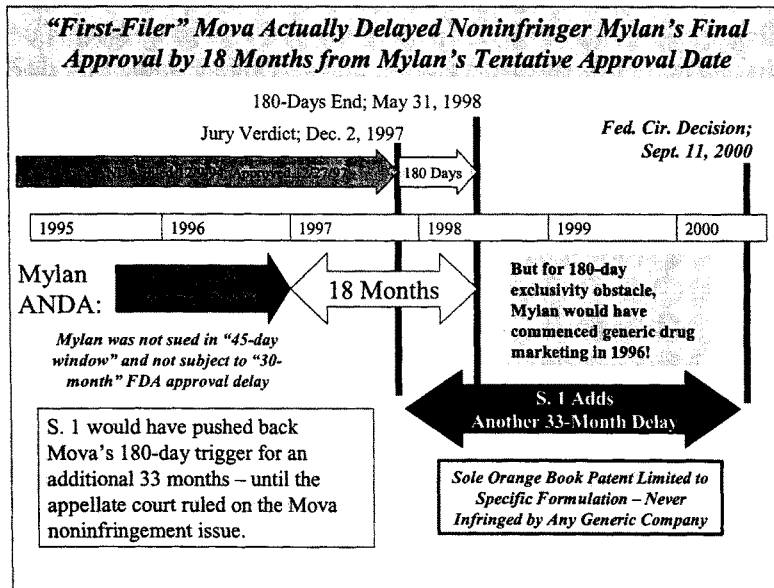 “First-Filer” Mova Actually Delayed Noninfringer Mylan’s Final
Approval by 18 Months from Mylan’s Tentative Approval Date
180-Days End; May 31, 1998
Jury Verdict; Dec. 2, 1997
Fed. Cir. Decision;
Sept. 11, 2000
180 Days
1995
1996
1997
1998
1999
2000
Mylan
ANDA:
18 Months
But for 180-day
exclusivity obstacle,
Mylan would have
commenced generic drug
marketing in 1996!
Mylan was not sued in “45-day
window” and not subject to “30-
month” FDA approval delay
S. 1 Adds
Another 33-Month Delay
S. 1 would have pushed back
Mova’s 180-day trigger for an
additional 33 months – until the
appellate court ruled on the Mova
noninfringement issue.
Sole Orange Book Patent Limited to
Specific Formulation – Never
Infringed by Any Generic Company